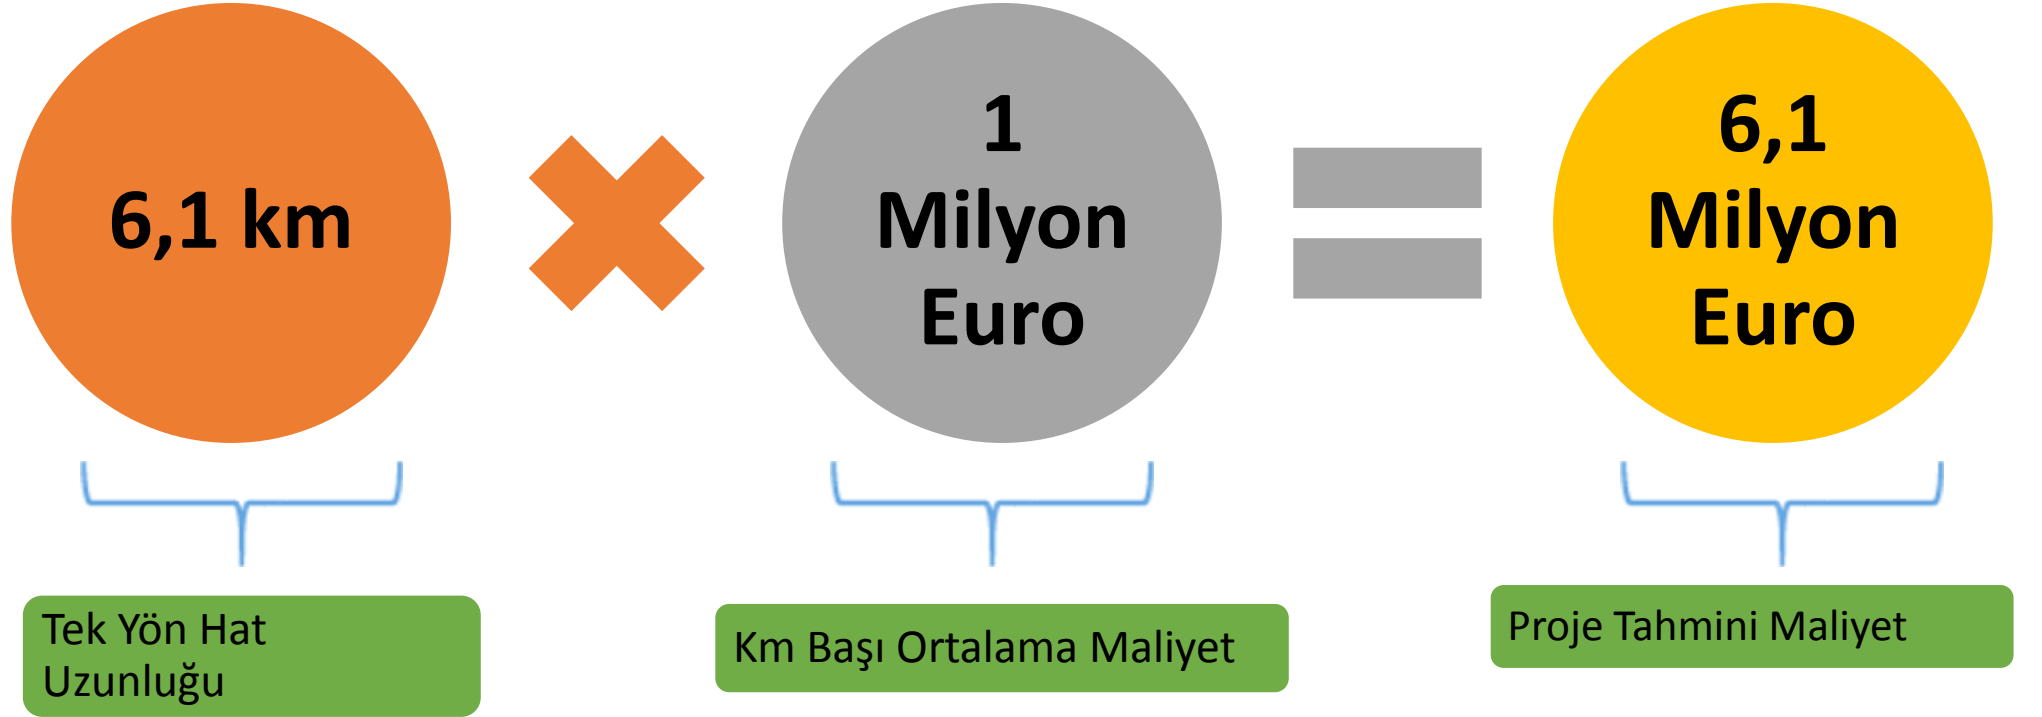 6,1 km
1
Milyon
Euro
6,1
Milyon
Euro
Tek Yön Hat
Uzunluğu
Km Başı Ortalama Maliyet
Proje Tahmini Maliyet